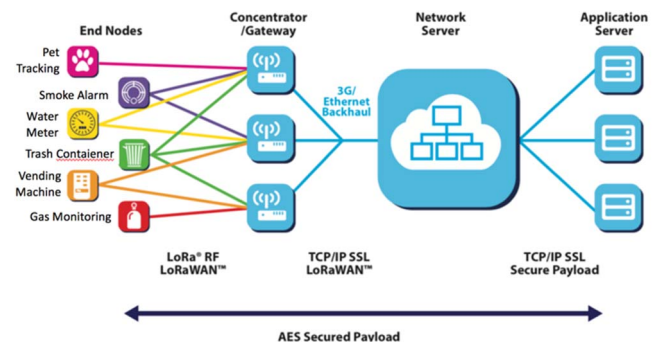 End Nodes
Concentrator
/Gateway
Network
Server
Application
Server
Pet
Tracking
Smoke Alarm
Water
Meter
Trash Contaiener
Vending
Machine
Gas Monitoring
3G/
Ethernet
Backhaul
LoRa® RF
LoRaWAN™
TCP/IP SSL
LoRaWAN™
TCP/IP SSL
Secure Payload
AES Secured Payload